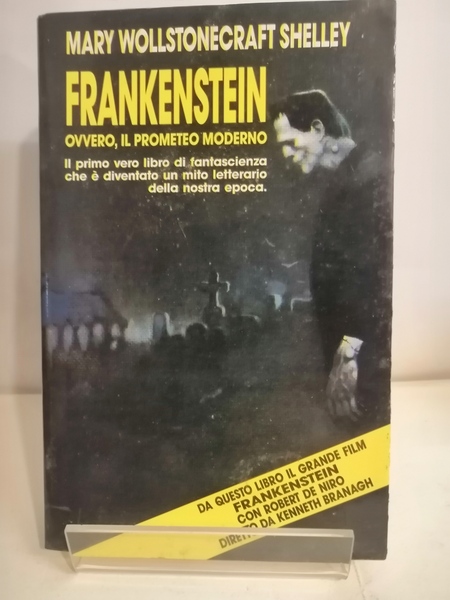 MARY WOLLSTONECRAFT SHELLEY
FRANKENSTEIN
OVVERO, IL PROMETEO MODERNO
Il primo vero libro di fantascienza
che è diventato un mito letterario
della nostra epoca.
DA QUESTO LIBRO IL GRANDE FILM
FRANKENSTEIN
CON ROBERT DE NIRO
DA KENNETH BRANAGH